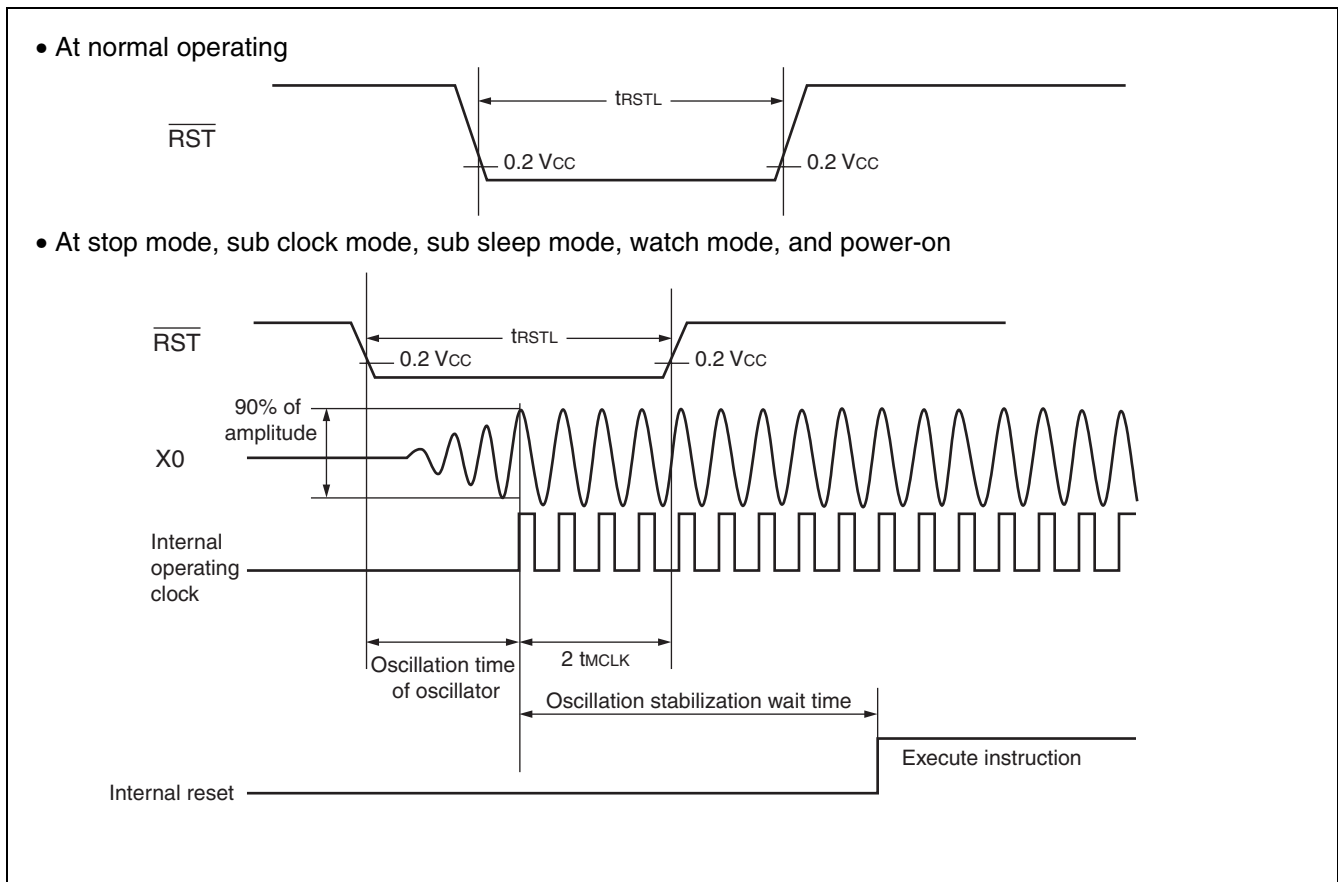 • At normal operating
tRSTL
RST
0.2 VCC
0.2 VCC
• At stop mode, sub clock mode, sub sleep mode, watch mode, and power-on
RST
tRSTL
0.2 VCC
0.2 VCC
90% of
amplitude
X0
Internal
operating
clock
Oscillation time
of oscillator
2 tMCLK
Oscillation stabilization wait time
Execute instruction
Internal reset